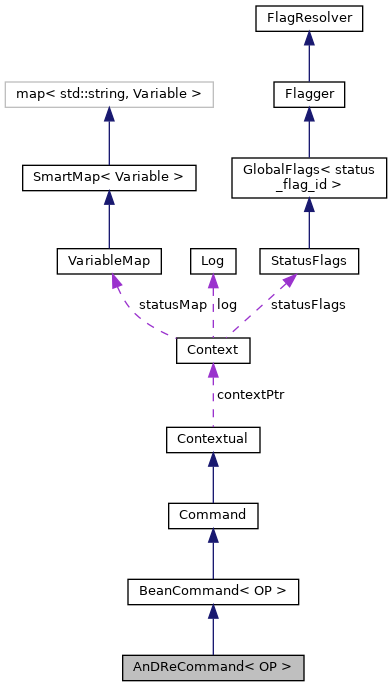 FlagResolver
map< std::string, Variable >
Flagger
SmartMap< Variable >
GlobalFlags< status
_flag_id >
VariableMap
Log
StatusFlags
statusMap
log
statusFlags
Context
contextPtr
Contextual
Command
BeanCommand< OP >
AnDReCommand< OP >